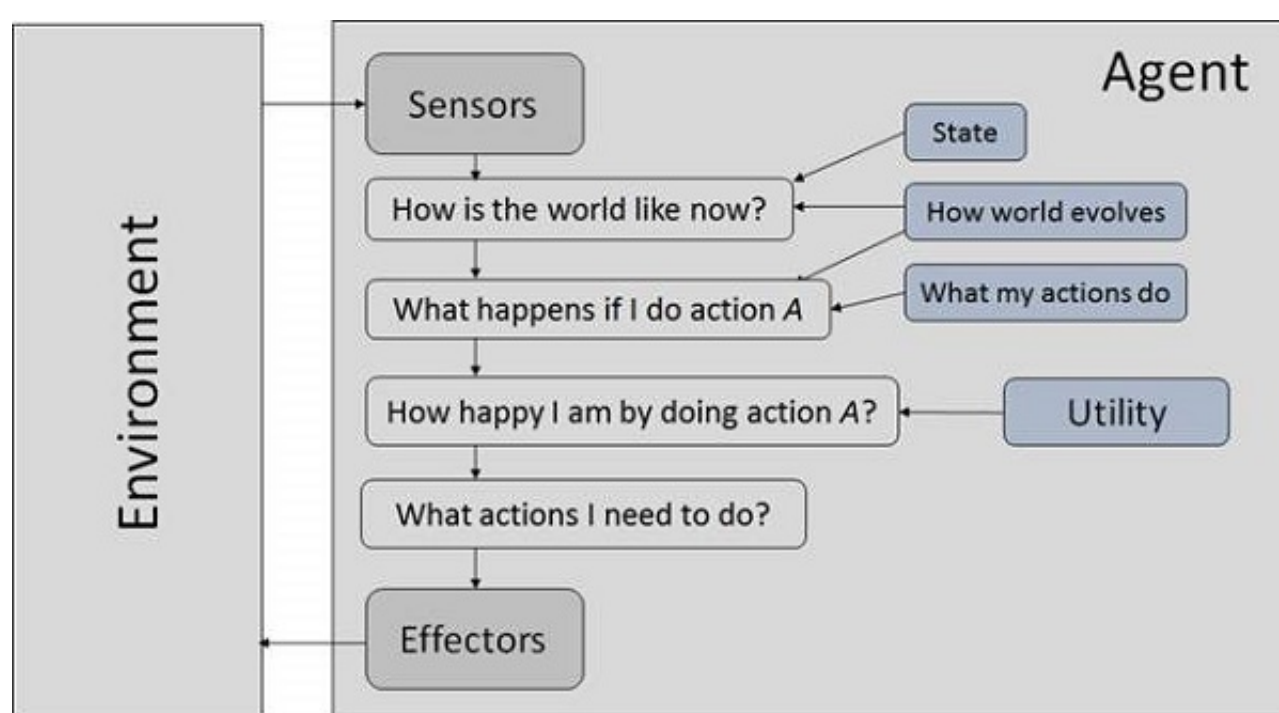 Agent
Environment
Sensors
State
How is the world like now?
How world evolves
What happens if I do action A
What my actions do
How happy I am by doing action A?
Utility
What actions I need to do?
Effectors